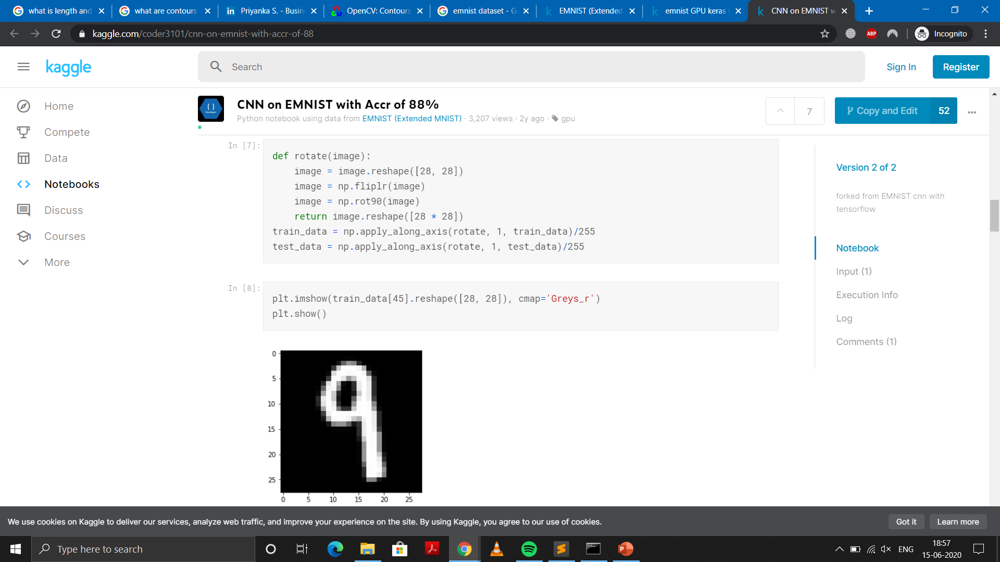 what is length and
what are contours
in Priyanka S. - Busin
OpenCV: Contours
emnist dataset - G
k EMNIST (Extended
k emnist GPU keras
k CNN on EMNIST w
kaggle.com/coder3101/cnn-on-emnist-with-accr-of-88
ABP
Incognito
kaggle
Search
Sign In
Register
Home
Compete
Data
Notebooks
Discuss
Courses
More
CNN on EMNIST with Accr of 88%
Python notebook using data from EMNIST (Extended MNIST) · 3,207 views · 2y ago · gpu
7
Copy and Edit 52
In [7]:
def rotate(image):
    image = image.reshape([28, 28])
    image = np.fliplr(image)
    image = np.rot90(image)
    return image.reshape([28 * 28])
train_data = np.apply_along_axis(rotate, 1, train_data)/255
test_data = np.apply_along_axis(rotate, 1, test_data)/255
In [8]:
plt.imshow(train_data[45].reshape([28, 28]), cmap='Greys_r')
plt.show()
0
5
10
15
20
25
0 5 10 15 20 25
Version 2 of 2
forked from EMNIST cnn with
tensorflow
Notebook
Input (1)
Execution Info
Log
Comments (1)
We use cookies on Kaggle to deliver our services, analyze web traffic, and improve your experience on the site. By using Kaggle, you agree to our use of cookies.
Got it
Learn more
Type here to search
ENG
18:57
15-06-2020